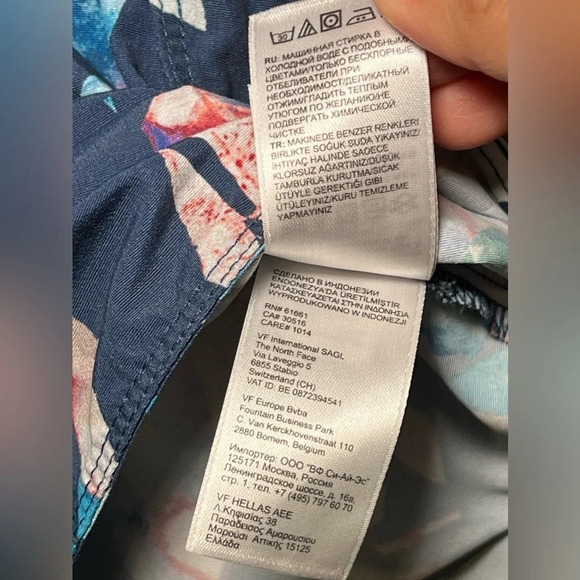 30
RU: МАШИННАЯ СТИРКА В
ХОЛОДНОЙ ВОДЕ С ПОДОБНЫМИ
ЦВЕТАМИ/ТОЛЬКО БЕСХЛОРНЫЕ
ОТБЕЛИВАТЕЛИ ПРИ
НЕОБХОДИМОСТИ/ДЕЛИКАТНЫЙ
ОТЖИМ/ГЛАДИТЬ ТЕПЛЫМ
УТЮГОМ ПО ЖЕЛАНИЮ/НЕ
ПОДВЕРГАТЬ ХИМИЧЕСКОЙ
ЧИСТКЕ
TR: MAKINEDE BENZER RENKLERLE
BIRLIKTE SOĞUK SUDA YIKAYINIZ/
IHTIYAÇ HALINDE SADECE
KLORSUZ AĞARTINIZ/DÜŞÜK
TAMBURLA KURUTMA/SICAK
ÜTÜYLE GEREKTIĞI GIBI
ÜTÜLEYINIZ/KURU TEMIZLEME
YAPMAYINIZ
СДЕЛАНО В ИНДОНЕЗИИ
ENDONEZYA'DA ÜRETILMIŞTIR
ΚΑΤΑΣΚΕΥΑΖΕΤΑΙ ΣΤΗΝ ΙΝΔΟΝΗΣΙΑ
WYPRODUKOWANO W INDONEZJI
RN# 61661
CA# 30516
CARE# 1014
VF International SAGL
The North Face
Via Laveggio 5
6855 Stabio
Switzerland (CH)
VAT ID: BE 0872394541
VF Europe Bvba
Fountain Business Park
C. Van Kerckhovenstraat 110
2880 Bornem, Belgium
Импортер: ООО "ВФ Си-Ай-Эс"
125171 Москва, Россия
Ленинградское шоссе, д. 16а,
стр. 1 Тел: +7 (495) 797 60 70
VF HELLAS AEE
Λ.Κηφισίας 38
Παράδεισος Αμαρουσίου
Μαρούσι Αττικής 15125
Ελλάδα